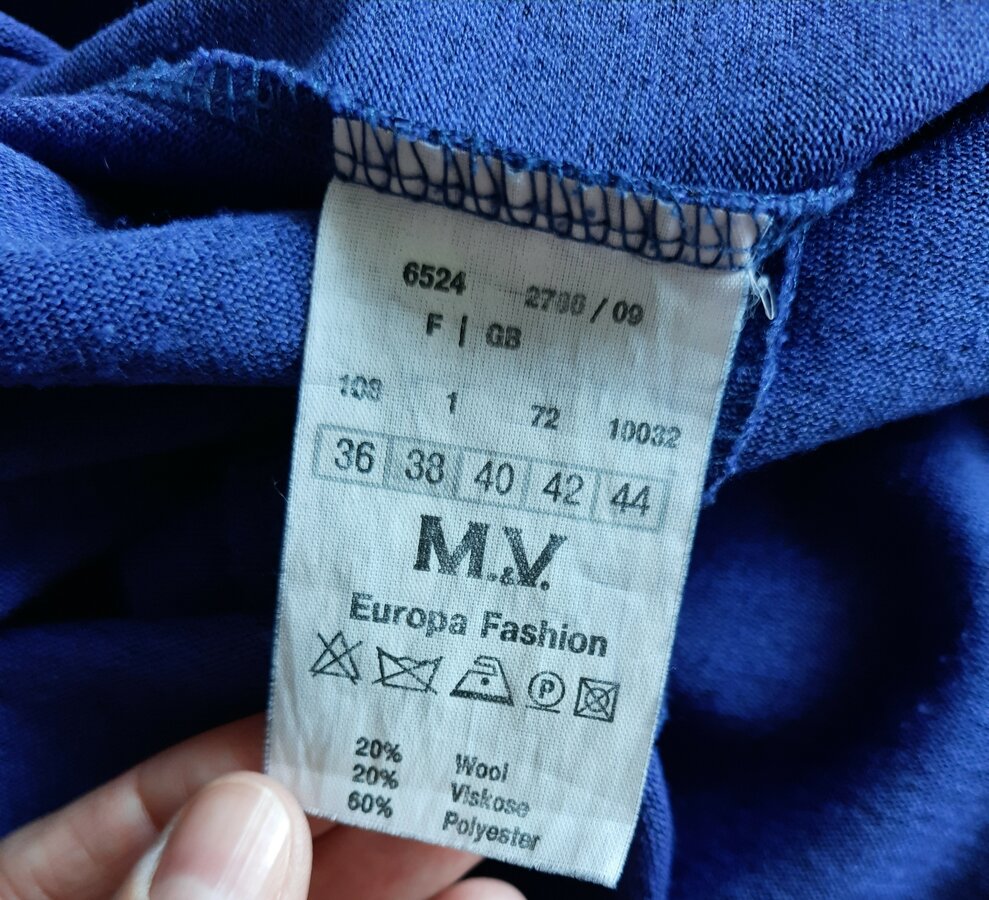 6524 / 09
F | GB
108 1 72 10032
36 38 40 42 44
M.&V.
Europa Fashion
P
20% Wool
20% Viskose
60% Polyester